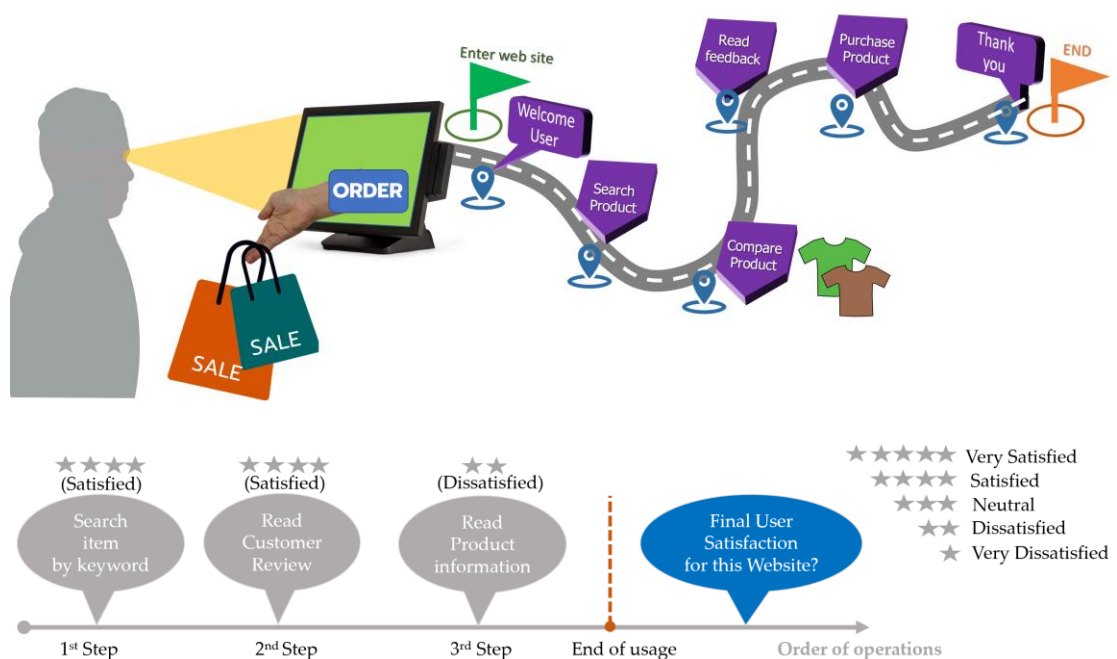 Enter web site
Welcome
User
ORDER
SALE
SALE
Search
Product
Compare
Product
Read
feedback
Purchase
Product
Thank
you
END
(Satisfied)
Search
item
by keyword
(Satisfied)
Read
Customer
Review
(Dissatisfied)
Read
Product
information
Final User
Satisfaction
for this Website?
Very Satisfied
Satisfied
Neutral
Dissatisfied
Very Dissatisfied
1st Step
2nd Step
3rd Step
End of usage
Order of operations